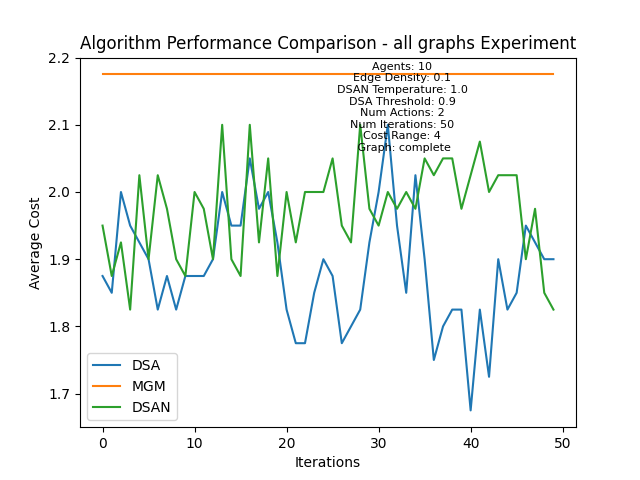 Algorithm Performance Comparison - all graphs Experiment
2.2
2.1
2.0
1.9
1.8
1.7
Average Cost
Agents: 10
Edge Density: 0.1
DSAN Temperature: 1.0
DSA Threshold: 0.9
Num Actions: 2
Num Iterations: 50
Cost Range: 4
Graph: complete
DSA
MGM
DSAN
0 10 20 30 40 50
Iterations